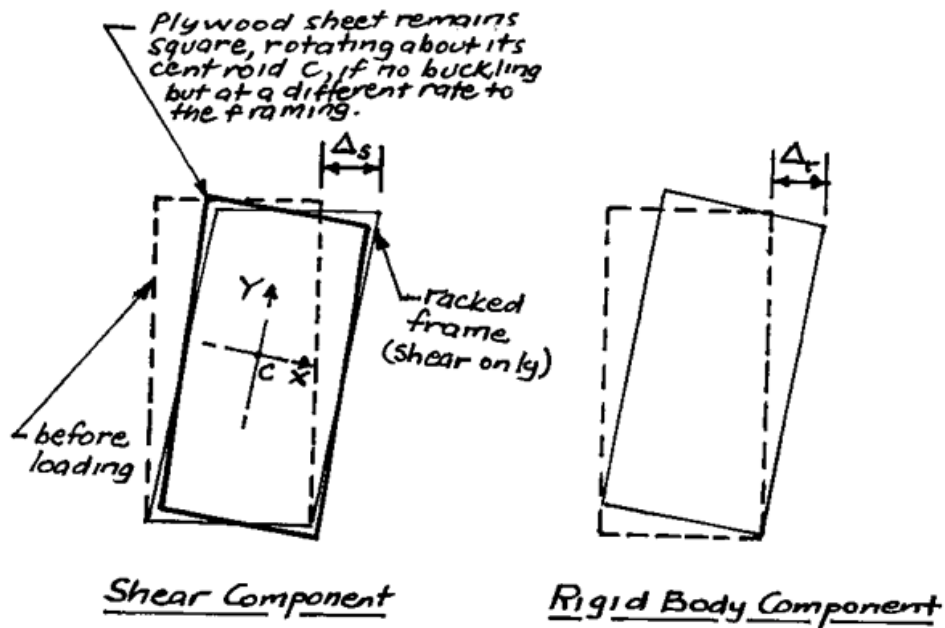 Plywood sheet remains
square, rotating about its
centroid C, if no buckling
but at a different rate to
the framing.
Δs
Δr
Y
C X
racked
frame
(shear only)
before
loading
Shear Component
Rigid Body Component